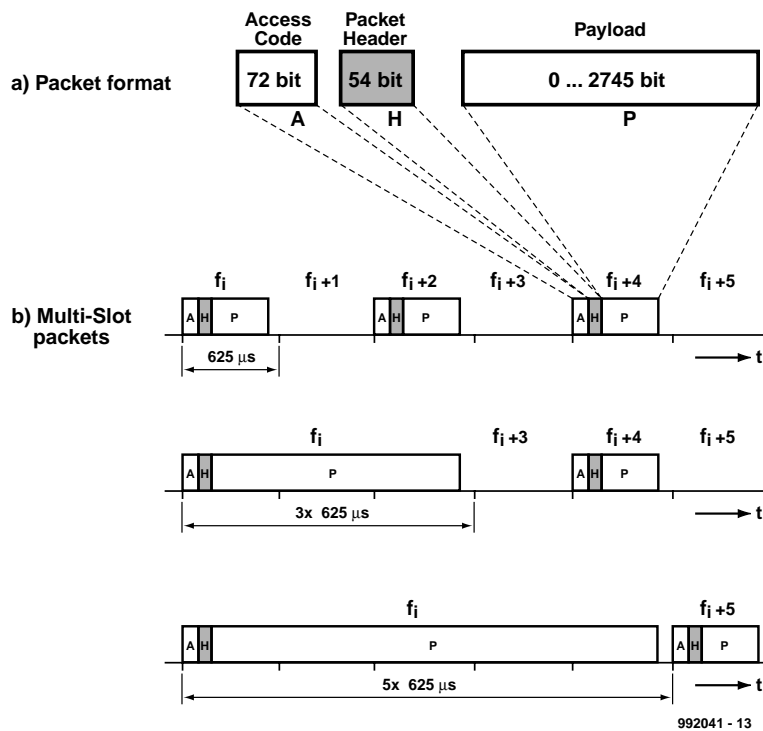 Access Code
Packet Header
Payload
a) Packet format
72 bit
54 bit
0 ... 2745 bit
A
H
P
b) Multi-Slot packets
fi
fi+1
fi+2
fi+3
fi+4
fi+5
A H P
A H P
A H P
625 µs
t
fi
fi+3
fi+4
fi+5
A H P
A H P
3x 625 µs
t
fi
fi+5
A H P
A H P
5x 625 µs
t
992041 - 13